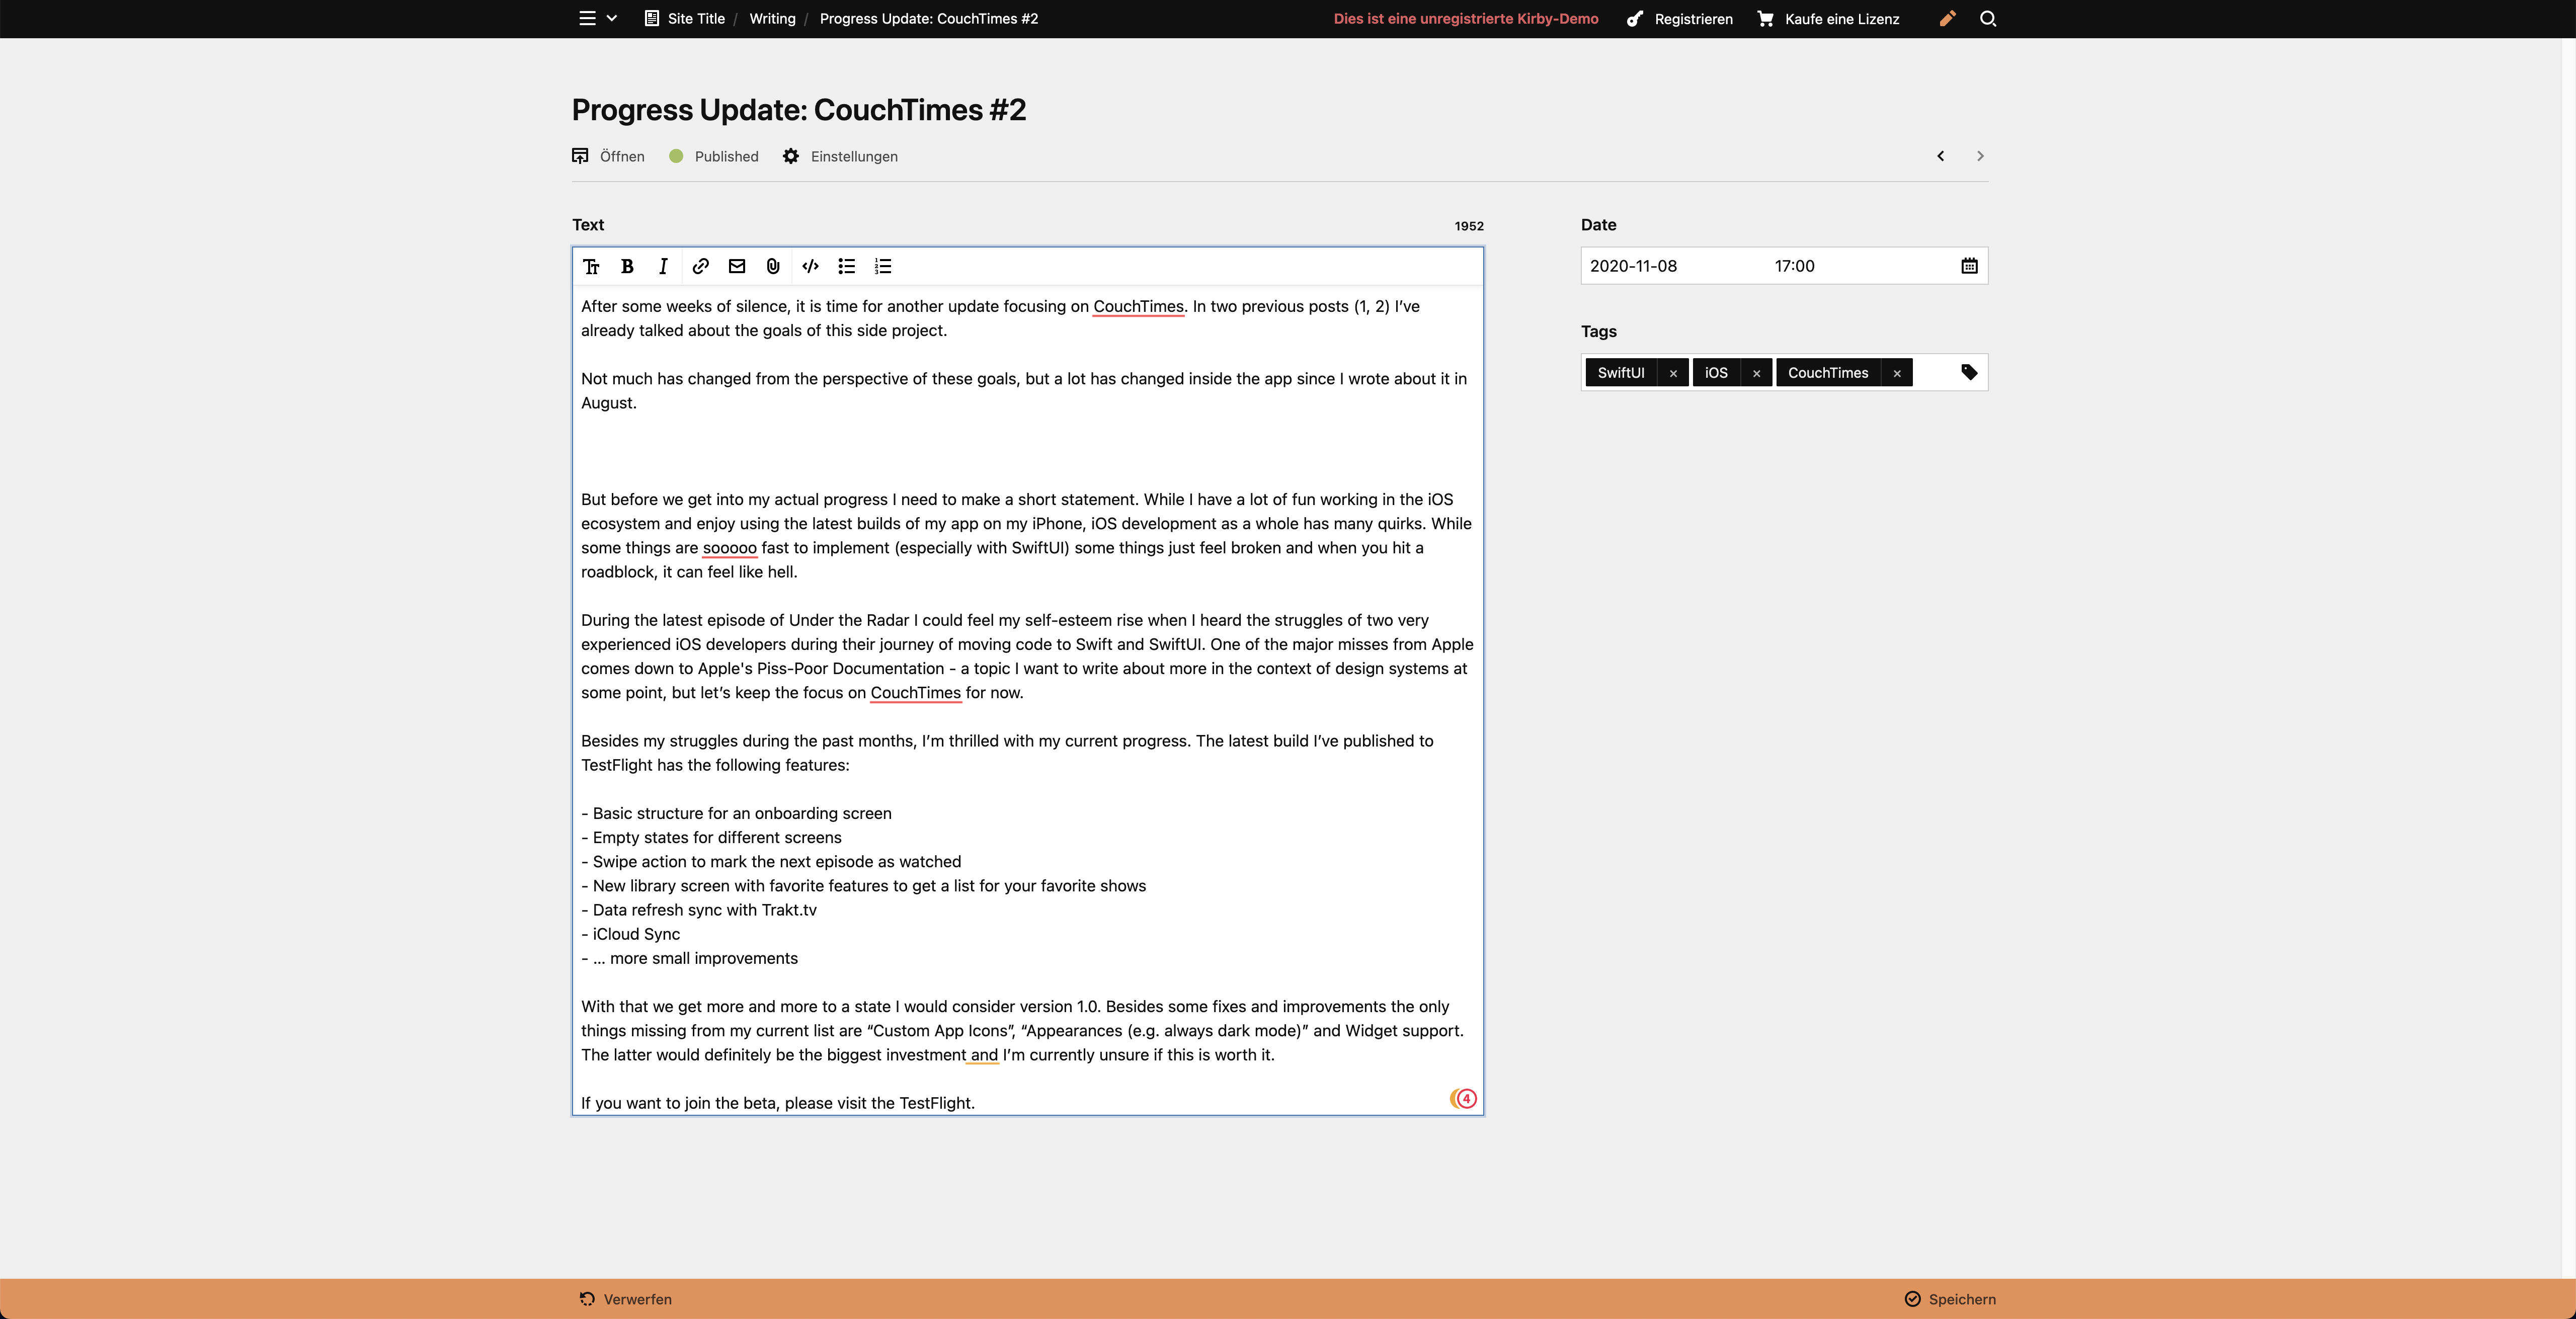 Site Title / Writing / Progress Update: CouchTimes #2
Dies ist eine unregistrierte Kirby-Demo Registrieren Kaufe eine Lizenz
Progress Update: CouchTimes #2
Öffnen Published Einstellungen
Text 1952
After some weeks of silence, it is time for another update focusing on CouchTimes. In two previous posts (1, 2) I’ve
already talked about the goals of this side project.
Not much has changed from the perspective of these goals, but a lot has changed inside the app since I wrote about it in
August.
But before we get into my actual progress I need to make a short statement. While I have a lot of fun working in the iOS
ecosystem and enjoy using the latest builds of my app on my iPhone, iOS development as a whole has many quirks. While
some things are sooooo fast to implement (especially with SwiftUI) some things just feel broken and when you hit a
roadblock, it can feel like hell.
During the latest episode of Under the Radar I could feel my self-esteem rise when I heard the struggles of two very
experienced iOS developers during their journey of moving code to Swift and SwiftUI. One of the major misses from Apple
comes down to Apple's Piss-Poor Documentation - a topic I want to write about more in the context of design systems at
some point, but let’s keep the focus on CouchTimes for now.
Besides my struggles during the past months, I’m thrilled with my current progress. The latest build I’ve published to
TestFlight has the following features:
- Basic structure for an onboarding screen
- Empty states for different screens
- Swipe action to mark the next episode as watched
- New library screen with favorite features to get a list for your favorite shows
- Data refresh sync with Trakt.tv
- iCloud Sync
- ... more small improvements
With that we get more and more to a state I would consider version 1.0. Besides some fixes and improvements the only
things missing from my current list are “Custom App Icons”, “Appearances (e.g. always dark mode)” and Widget support.
The latter would definitely be the biggest investment and I’m currently unsure if this is worth it.
If you want to join the beta, please visit the TestFlight.
4
Date
2020-11-08 17:00
Tags
SwiftUI × iOS × CouchTimes ×
Verwerfen Speichern